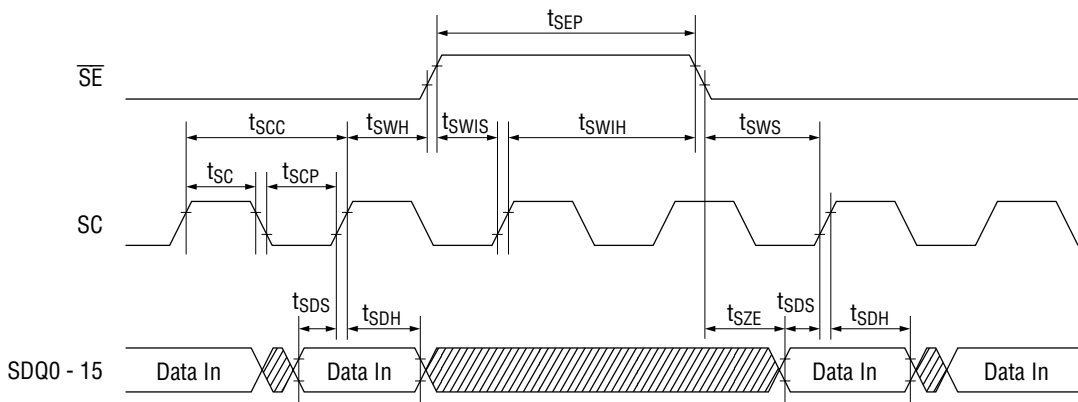 tSEP
SE
tSCC tSWH tSWIS tSWIH tSWS
tSC tSCP
SC
tSDS tSDH tSZE tSDS tSDH
SDQ0 - 15 Data In Data In Data In Data In